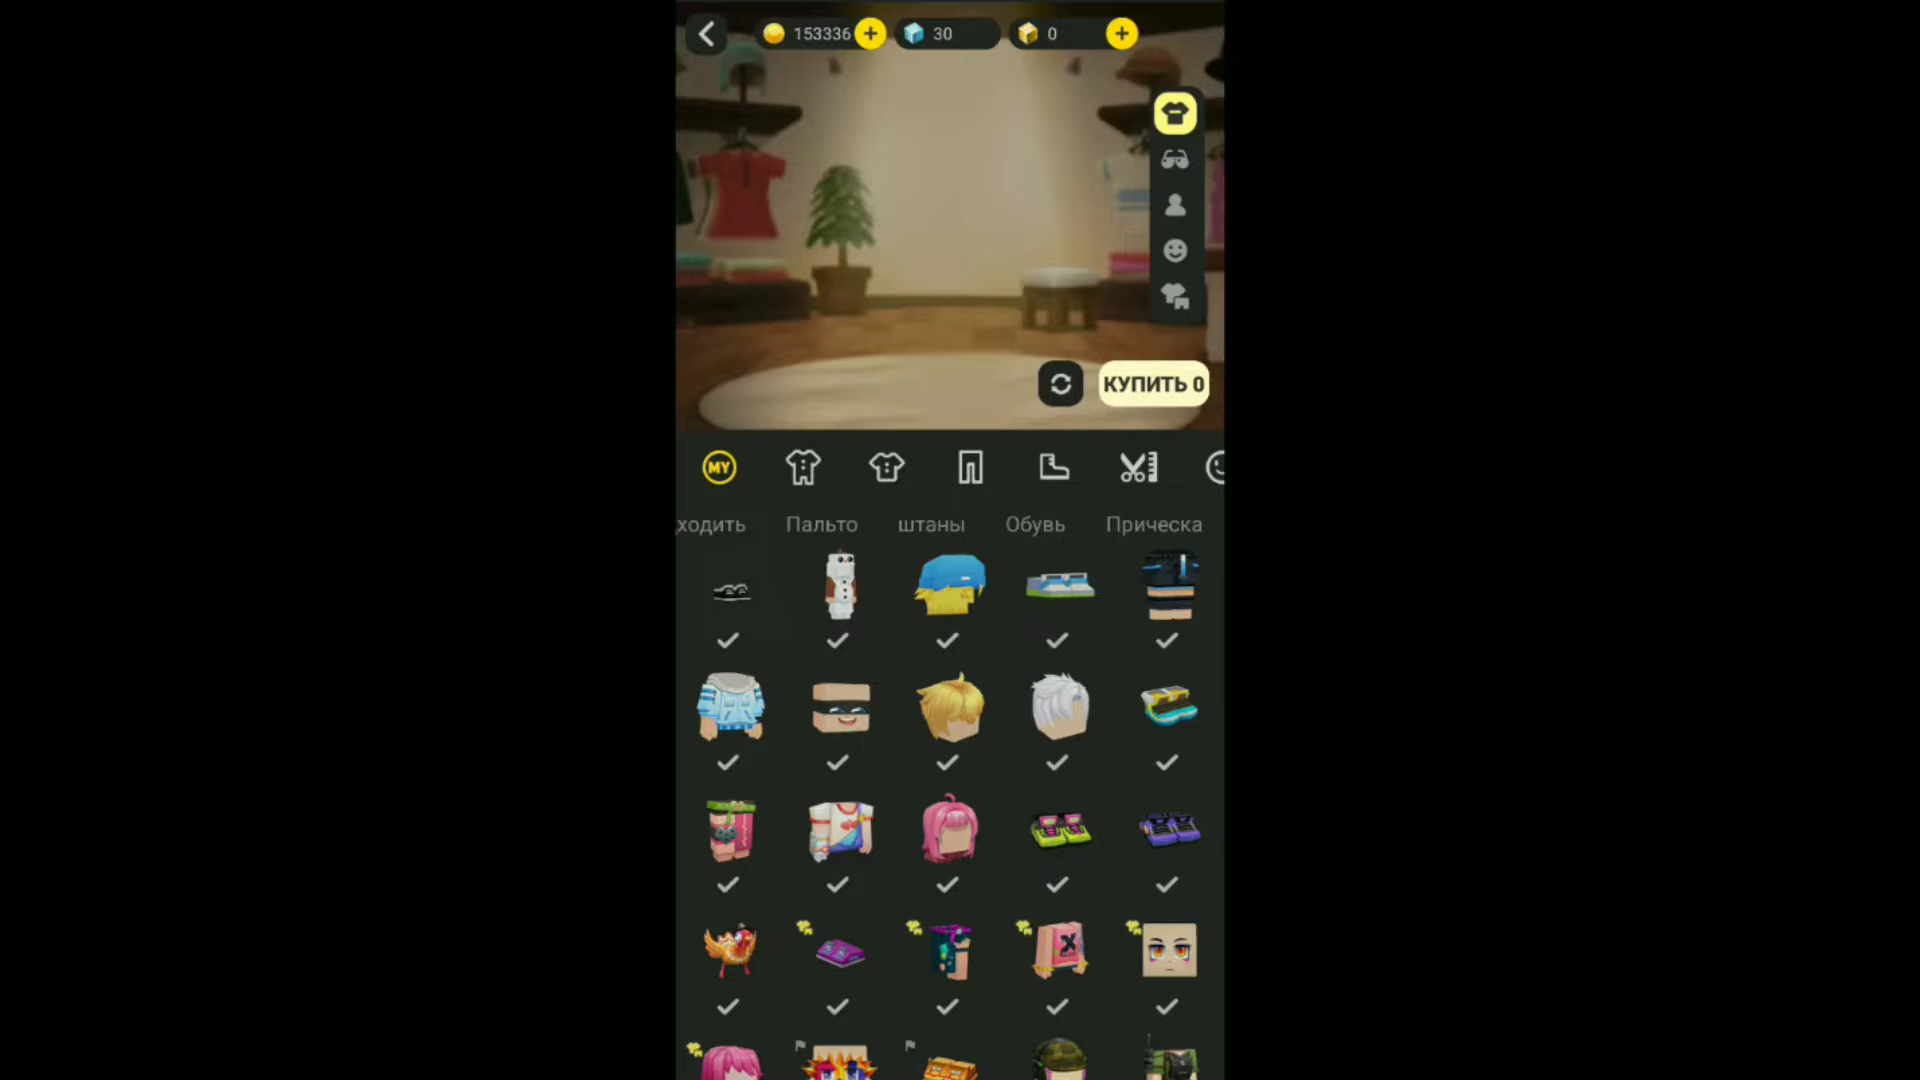 153336 30 0
КУПИТЬ 0
MY
ходить Пальто штаны Обувь Прическа
X